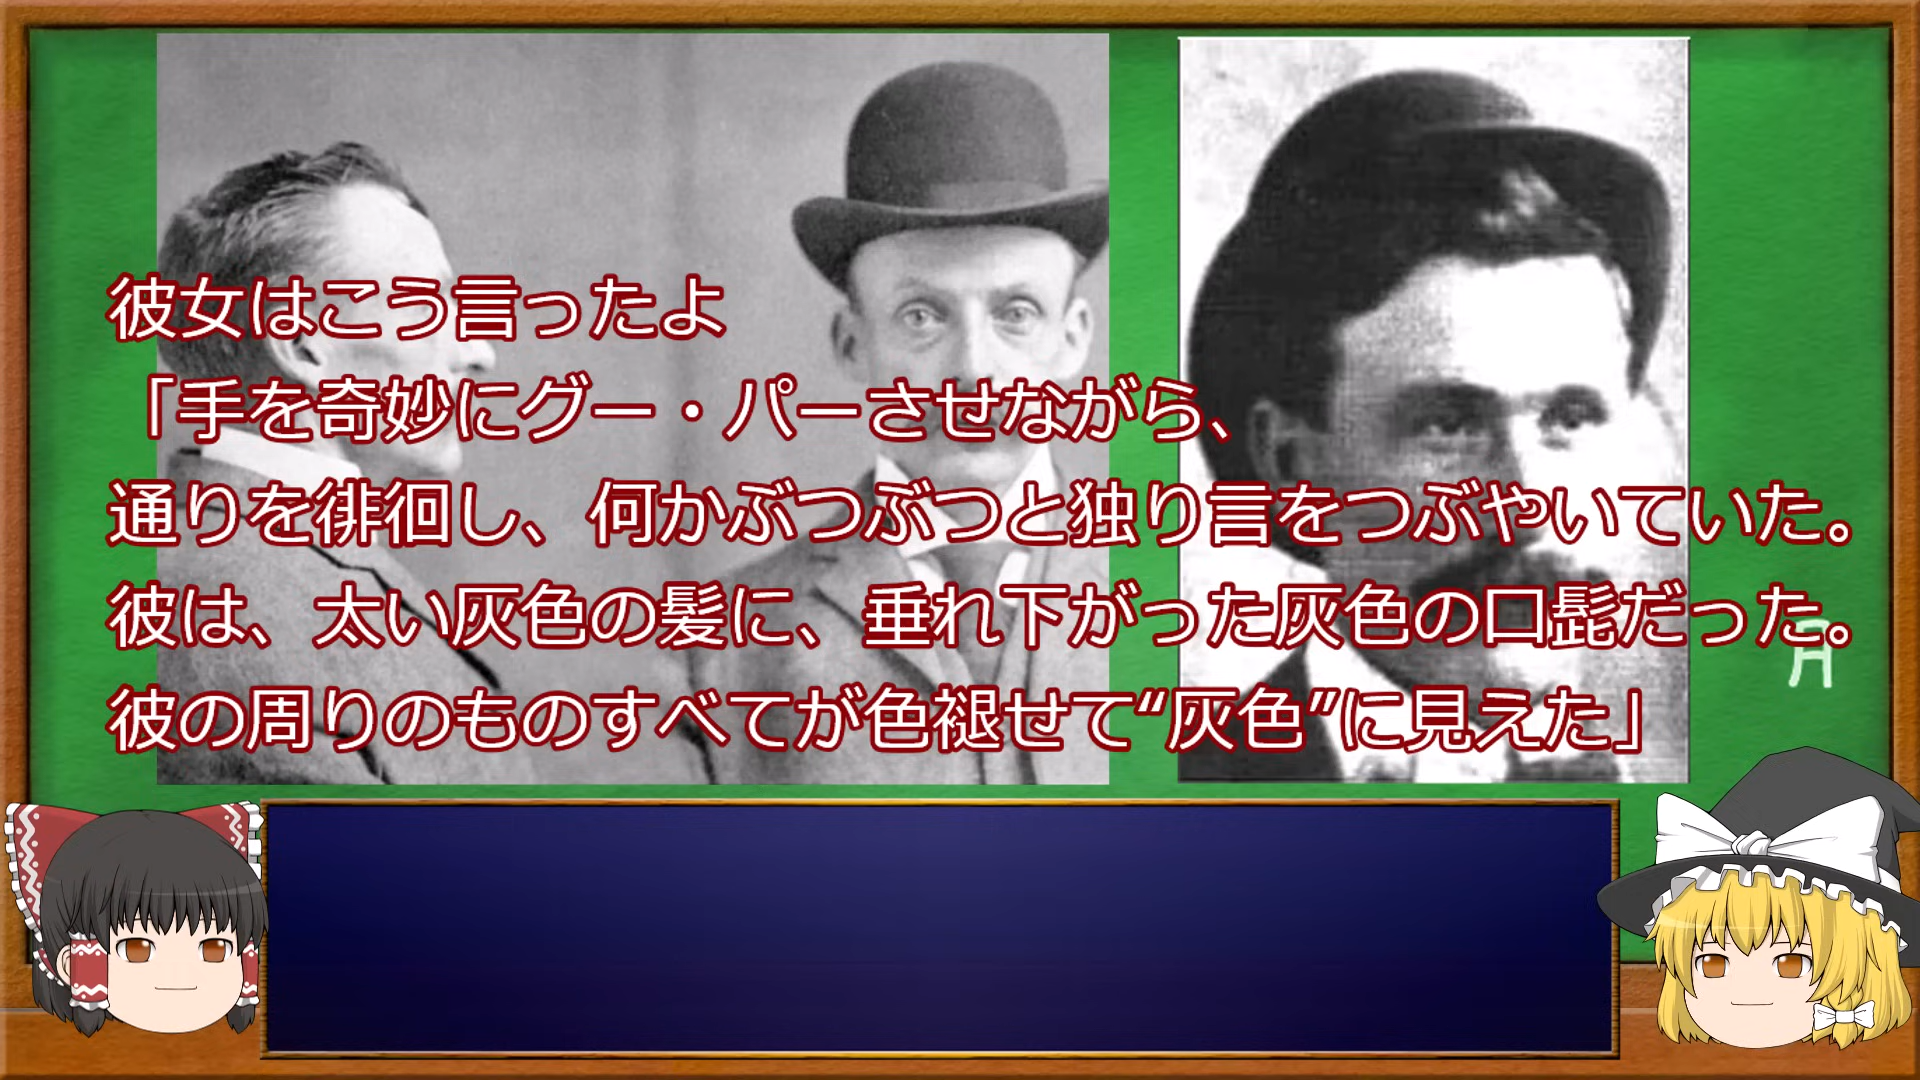 彼女はこう言ったよ
「手を奇妙にグー・パーさせながら、
通りを徘徊し、何かぶつぶつと独り言をつぶやいていた。
彼は、太い灰色の髪に、垂れ下がった灰色の口髭だった。
彼の周りのものすべてが色褪せて“灰色”に見えた」